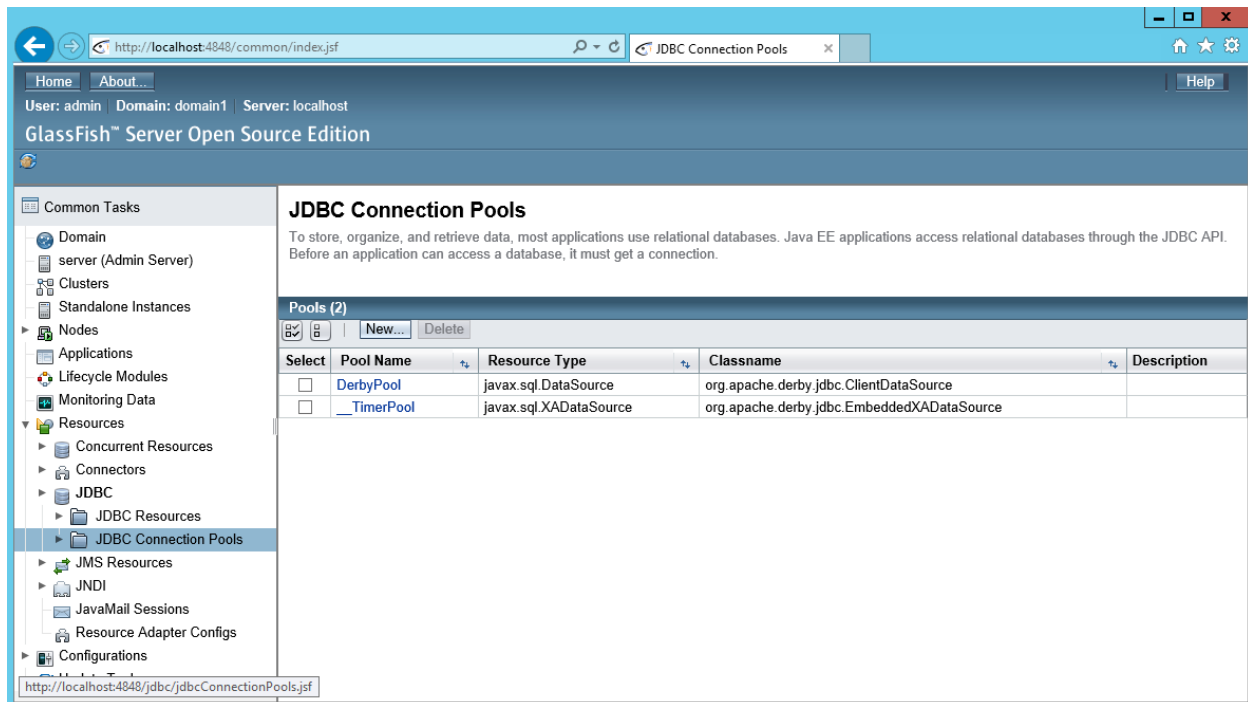 http://localhost:4848/common/index.jsf
JDBC Connection Pools
Home About...
Help
User: admin Domain: domain1 Server: localhost
GlassFish™ Server Open Source Edition
Common Tasks
Domain
server (Admin Server)
Clusters
Standalone Instances
Nodes
Applications
Lifecycle Modules
Monitoring Data
Resources
Concurrent Resources
Connectors
JDBC
JDBC Resources
JDBC Connection Pools
JMS Resources
JNDI
JavaMail Sessions
Resource Adapter Configs
Configurations
http://localhost:4848/jdbc/jdbcConnectionPools.jsf
JDBC Connection Pools
To store, organize, and retrieve data, most applications use relational databases. Java EE applications access relational databases through the JDBC API.
Before an application can access a database, it must get a connection.
Pools (2)
New... Delete
Select Pool Name Resource Type Classname Description
DerbyPool javax.sql.DataSource org.apache.derby.jdbc.ClientDataSource
__TimerPool javax.sql.XADataSource org.apache.derby.jdbc.EmbeddedXADataSource